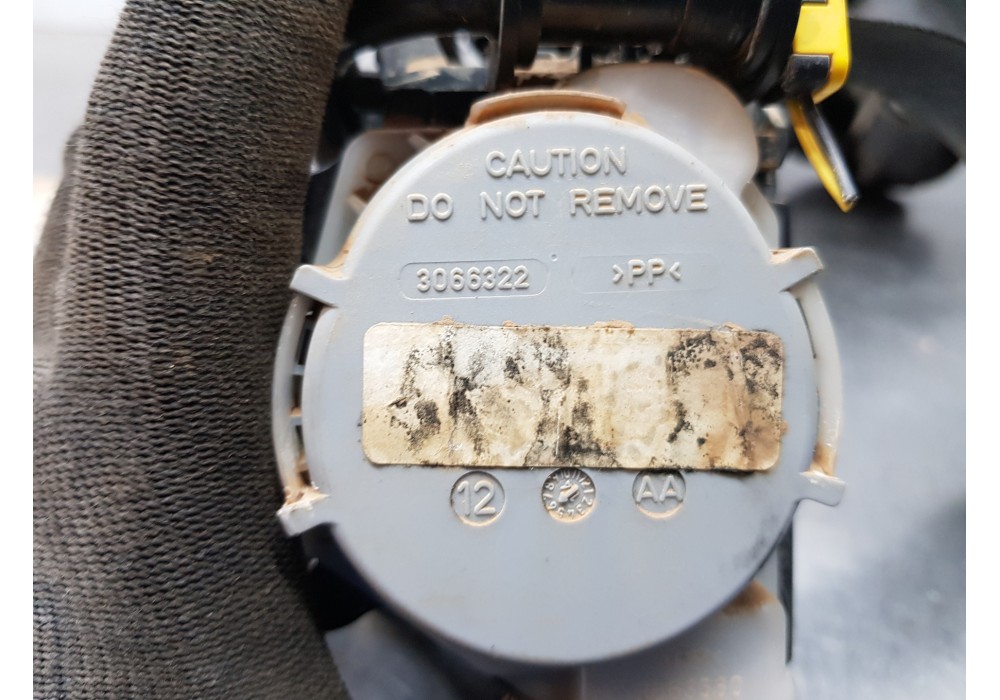 CAUTION
DO NOT REMOVE
3066322 >PP<
12 AA